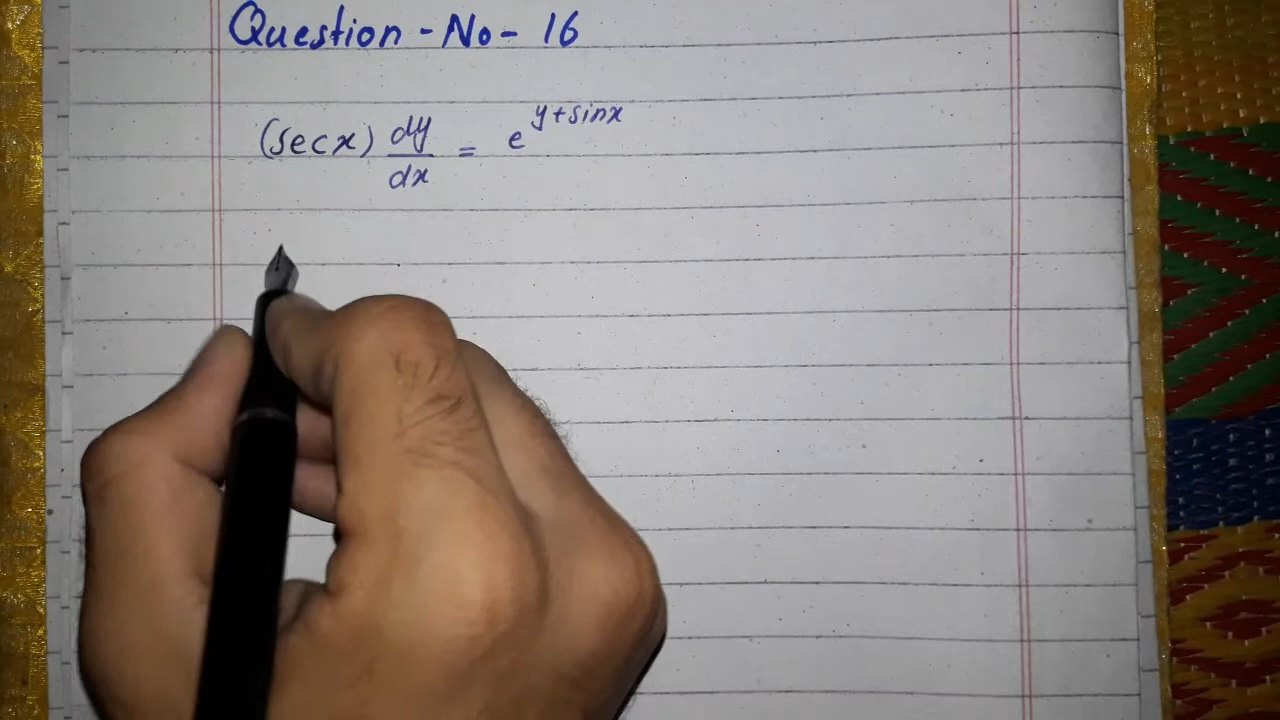 Question - No - 16
(secx) dy/dx = e^{y+sinx}